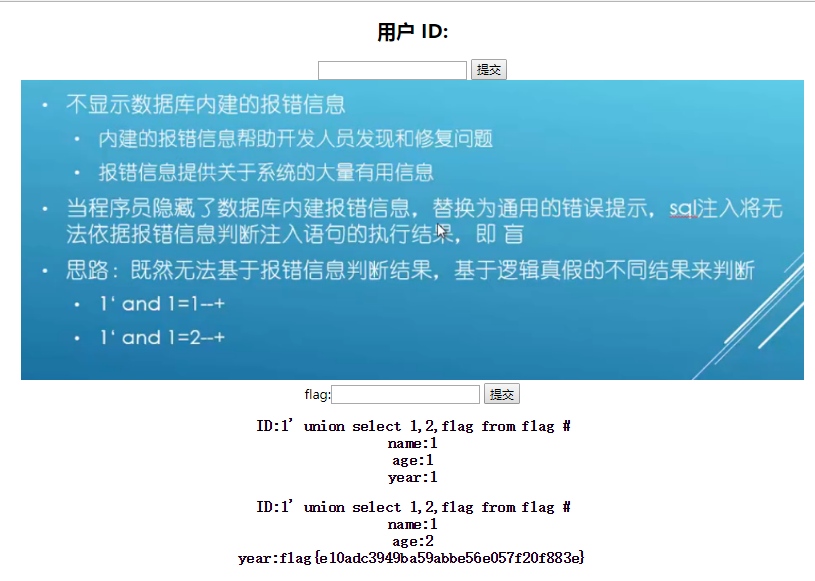 用户 ID:
提交
• 不显示数据库内建的报错信息
• 内建的报错信息帮助开发人员发现和修复问题
• 报错信息提供关于系统的大量有用信息
• 当程序员隐藏了数据库内建报错信息，替换为通用的错误提示，sql注入将无
法依据报错信息判断注入语句的执行结果，即 盲
• 思路：既然无法基于报错信息判断结果，基于逻辑真假的不同结果来判断
• 1‘ and 1=1--+
• 1‘ and 1=2--+
flag: 提交
ID:1' union select 1,2,flag from flag #
name:1
age:1
year:1
ID:1' union select 1,2,flag from flag #
name:1
age:2
year:flag{e10adc3949ba59abbe56e057f20f883e}